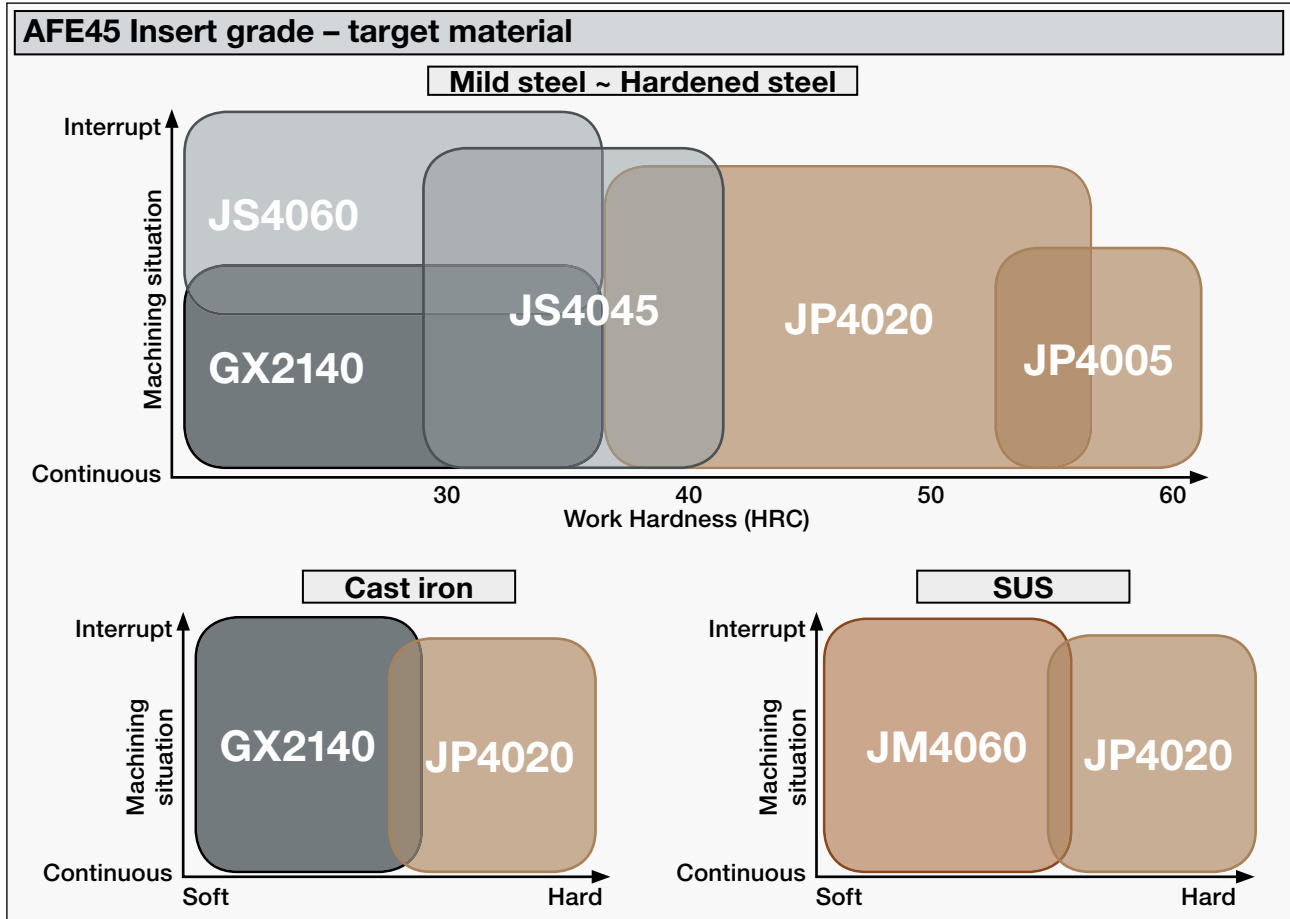 AFE45 Insert grade – target material
Mild steel ~ Hardened steel
Interrupt
Machining situation
Continuous
JS4060
GX2140
JS4045
JP4020
JP4005
30
40
50
60
Work Hardness (HRC)
Cast iron
Interrupt
Machining
situation
Continuous
GX2140
JP4020
Soft
Hard
SUS
Interrupt
Machining
situation
Continuous
JM4060
JP4020
Soft
Hard